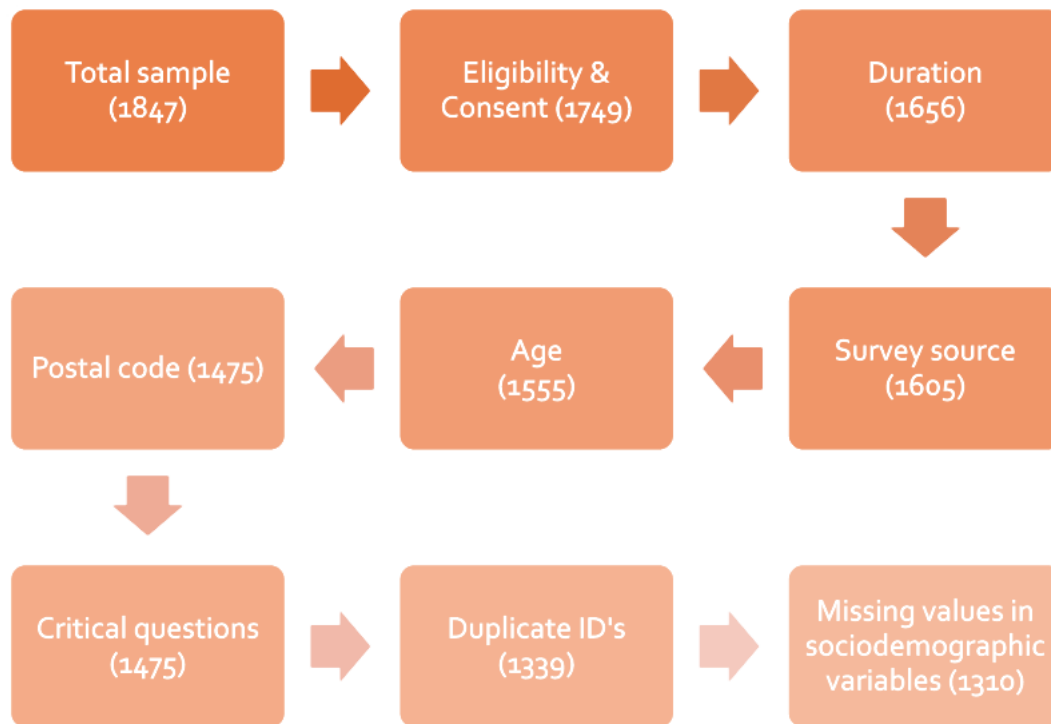 Total sample
(1847)
Eligibility &
Consent (1749)
Duration
(1656)
Survey source
(1605)
Age
(1555)
Postal code (1475)
Critical questions
(1475)
Duplicate ID's
(1339)
Missing values in
sociodemographic
variables (1310)